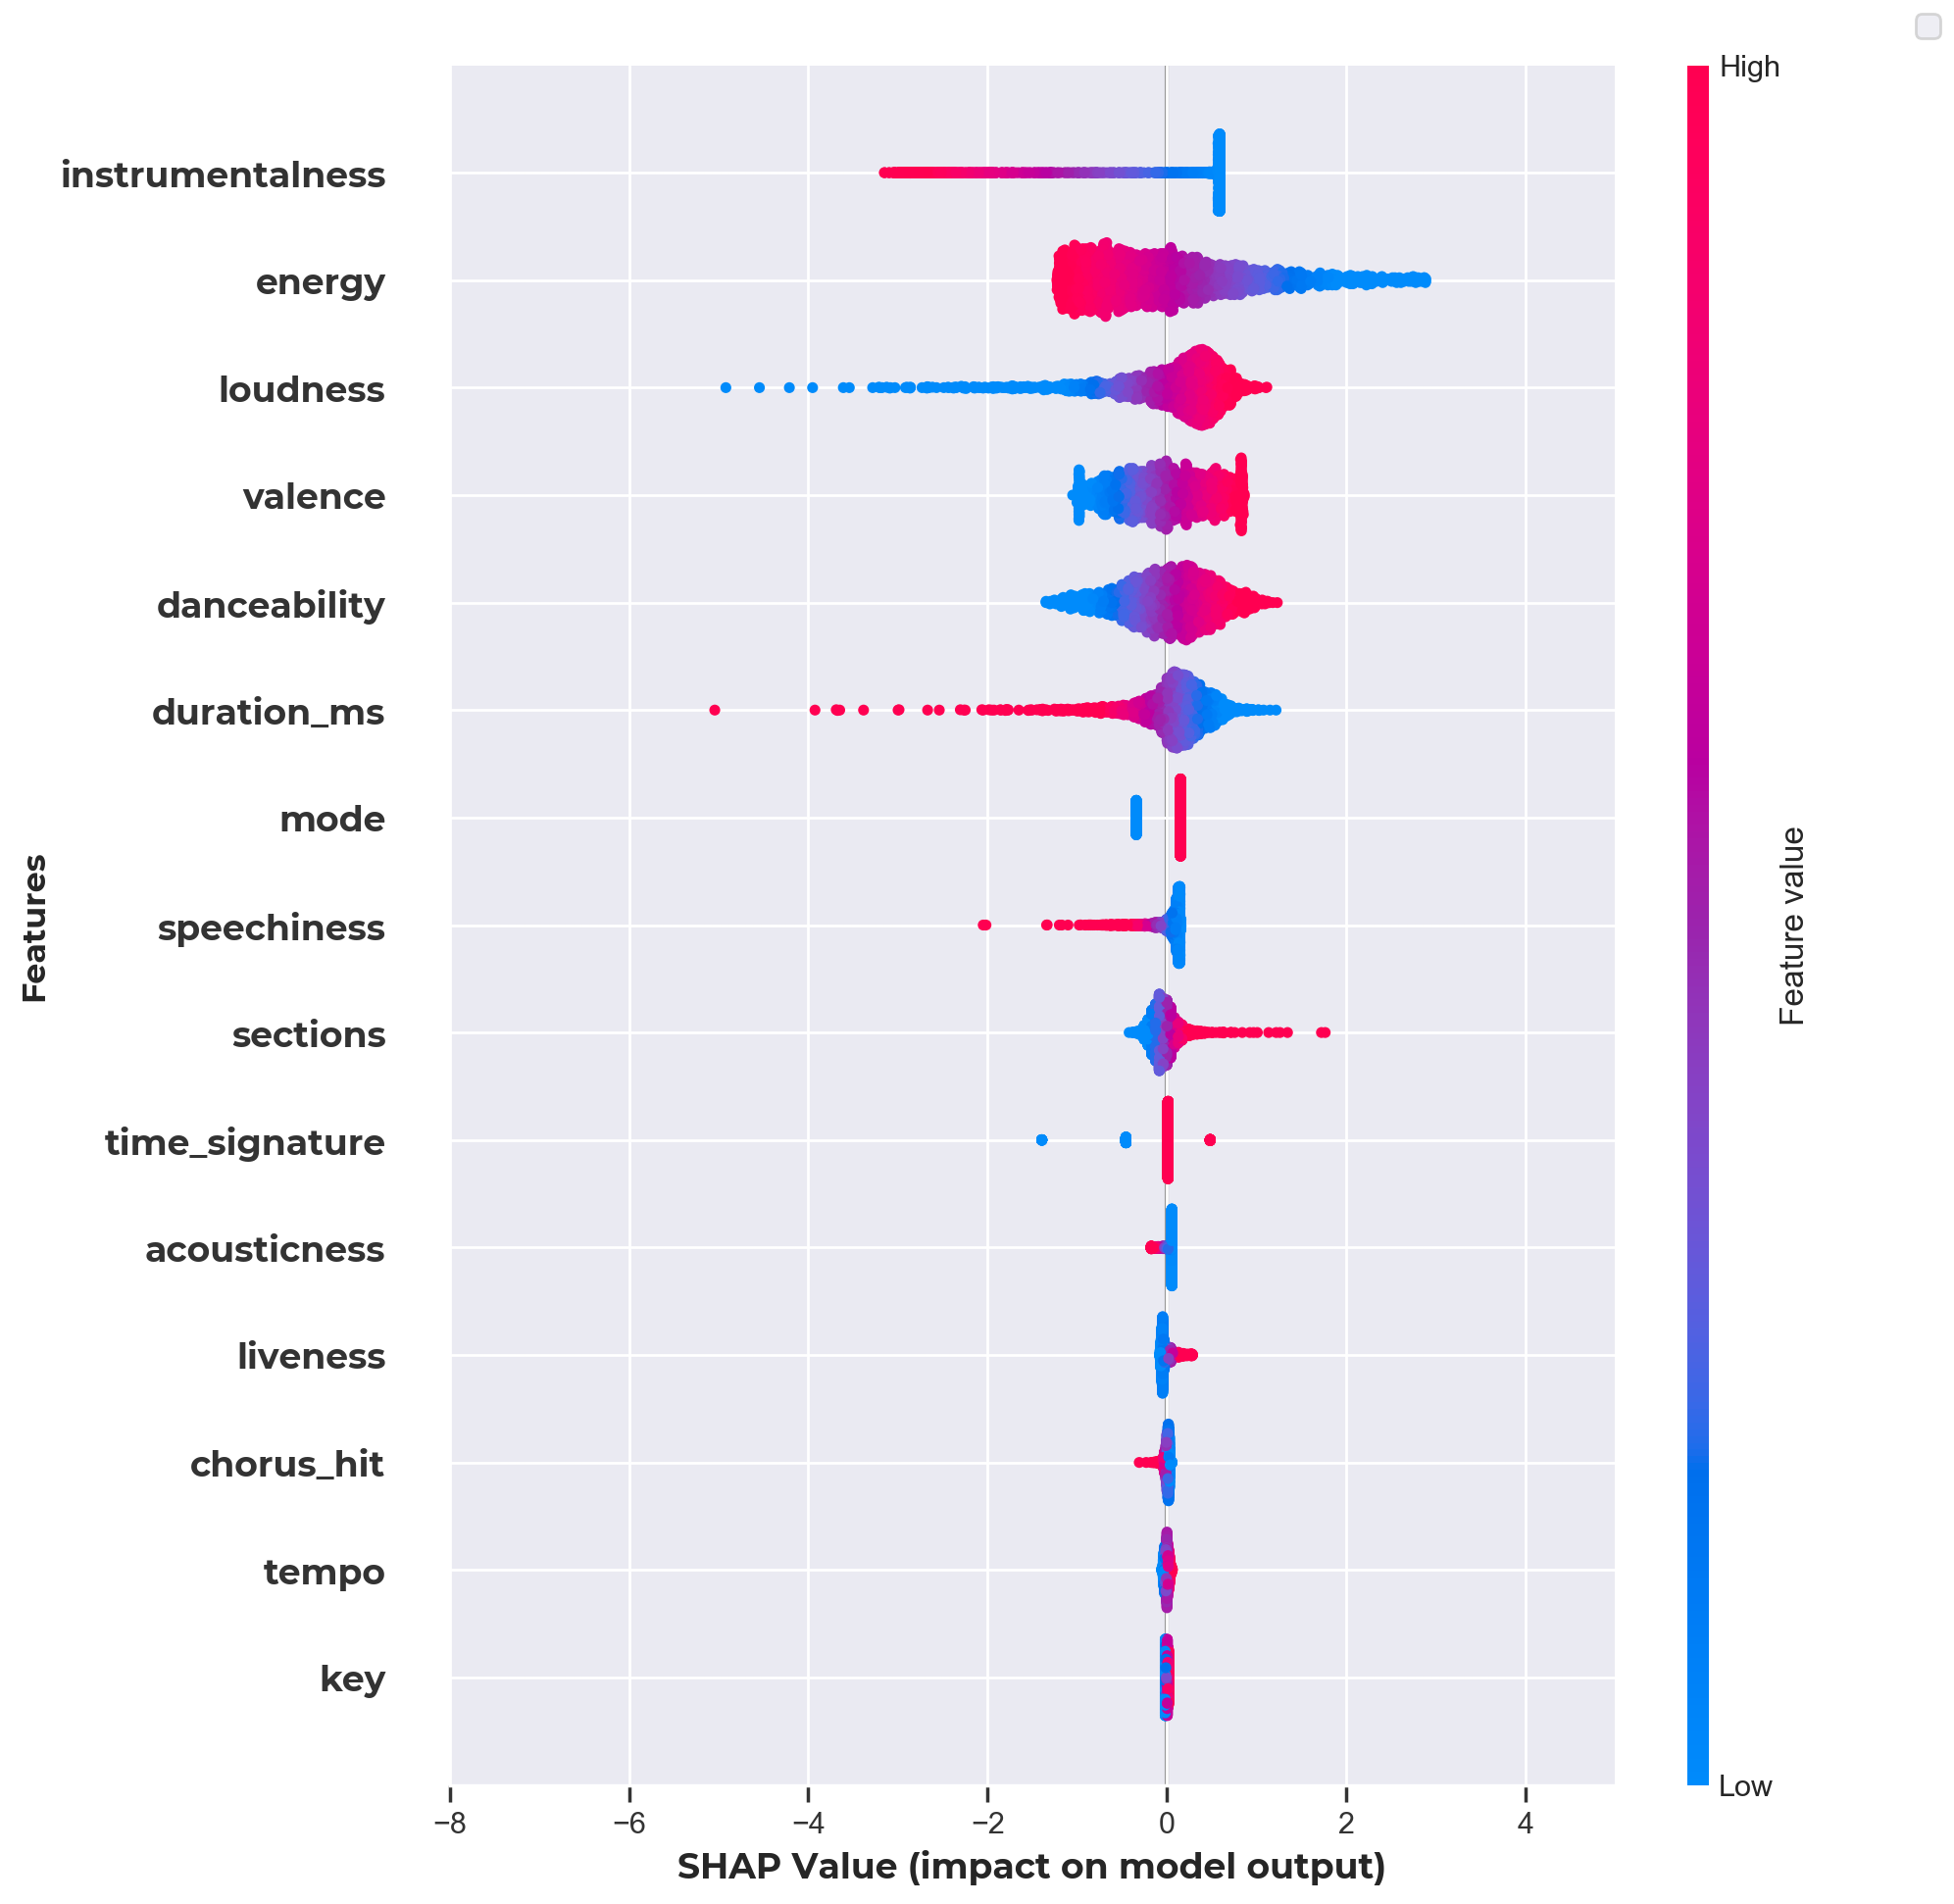 High
instrumentalness
energy
loudness
valence
danceability
duration_ms
mode
speechiness
sections
time_signature
acousticness
liveness
chorus_hit
tempo
key
Features
Feature value
Low
−8 −6 −4 −2 0 2 4
SHAP Value (impact on model output)